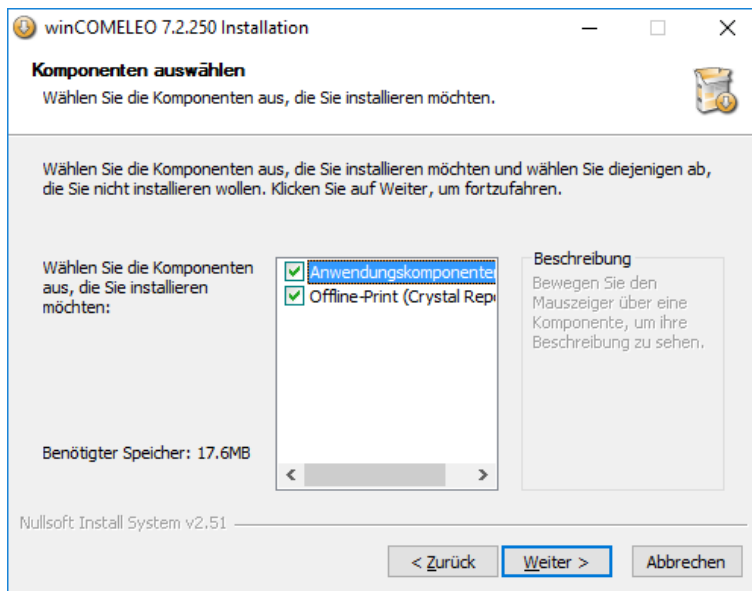 winCOMELEO 7.2.250 Installation
Komponenten auswählen
Wählen Sie die Komponenten aus, die Sie installieren möchten.
Wählen Sie die Komponenten aus, die Sie installieren möchten und wählen Sie diejenigen ab,
die Sie nicht installieren wollen. Klicken Sie auf Weiter, um fortzufahren.
Wählen Sie die Komponenten
aus, die Sie installieren
möchten:
Anwendungskomponenten
Offline-Print (Crystal Rep
Beschreibung
Bewegen Sie den
Mauszeiger über eine
Komponente, um ihre
Beschreibung zu sehen.
Benötigter Speicher: 17.6MB
Nullsoft Install System v2.51
< Zurück
Weiter >
Abbrechen